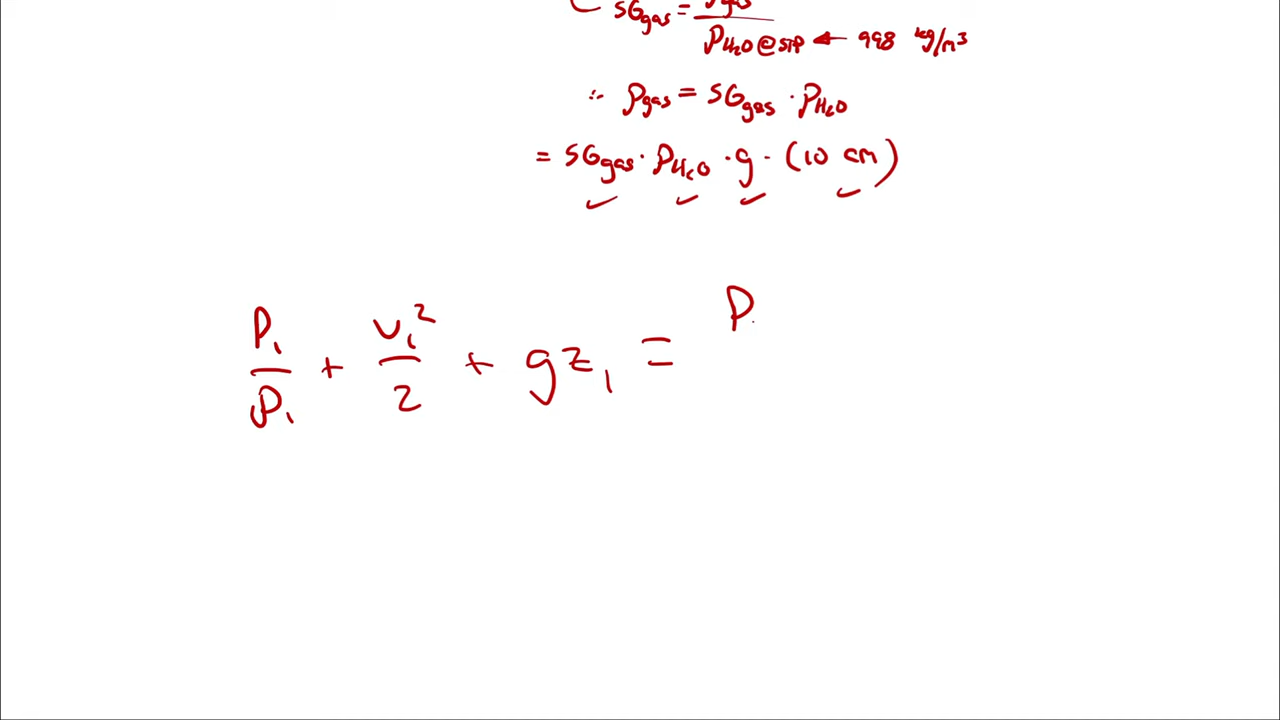 SGgas = ρgas / ρH₂O@STP ← 998 kg/m³
∴ ρgas = SGgas · ρH₂O
= SGgas · ρH₂O · g · (10 cm)
P₁/ρ₁ + v₁²/2 + gz₁ = P